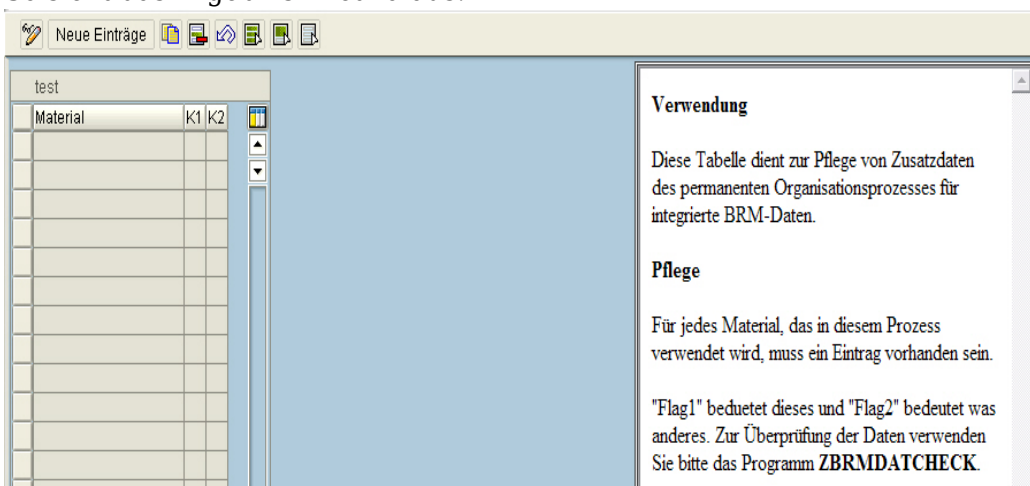 Neue Einträge
test
Material K1 K2
Verwendung
Diese Tabelle dient zur Pflege von Zusatzdaten
des permanenten Organisationsprozesses für
integrierte BRM-Daten.
Pflege
Für jedes Material, das in diesem Prozess
verwendet wird, muss ein Eintrag vorhanden sein.
"Flag1" beduetet dieses und "Flag2" bedeutet was
anderes. Zur Überprüfung der Daten verwenden
Sie bitte das Programm ZBRMDATCHECK.